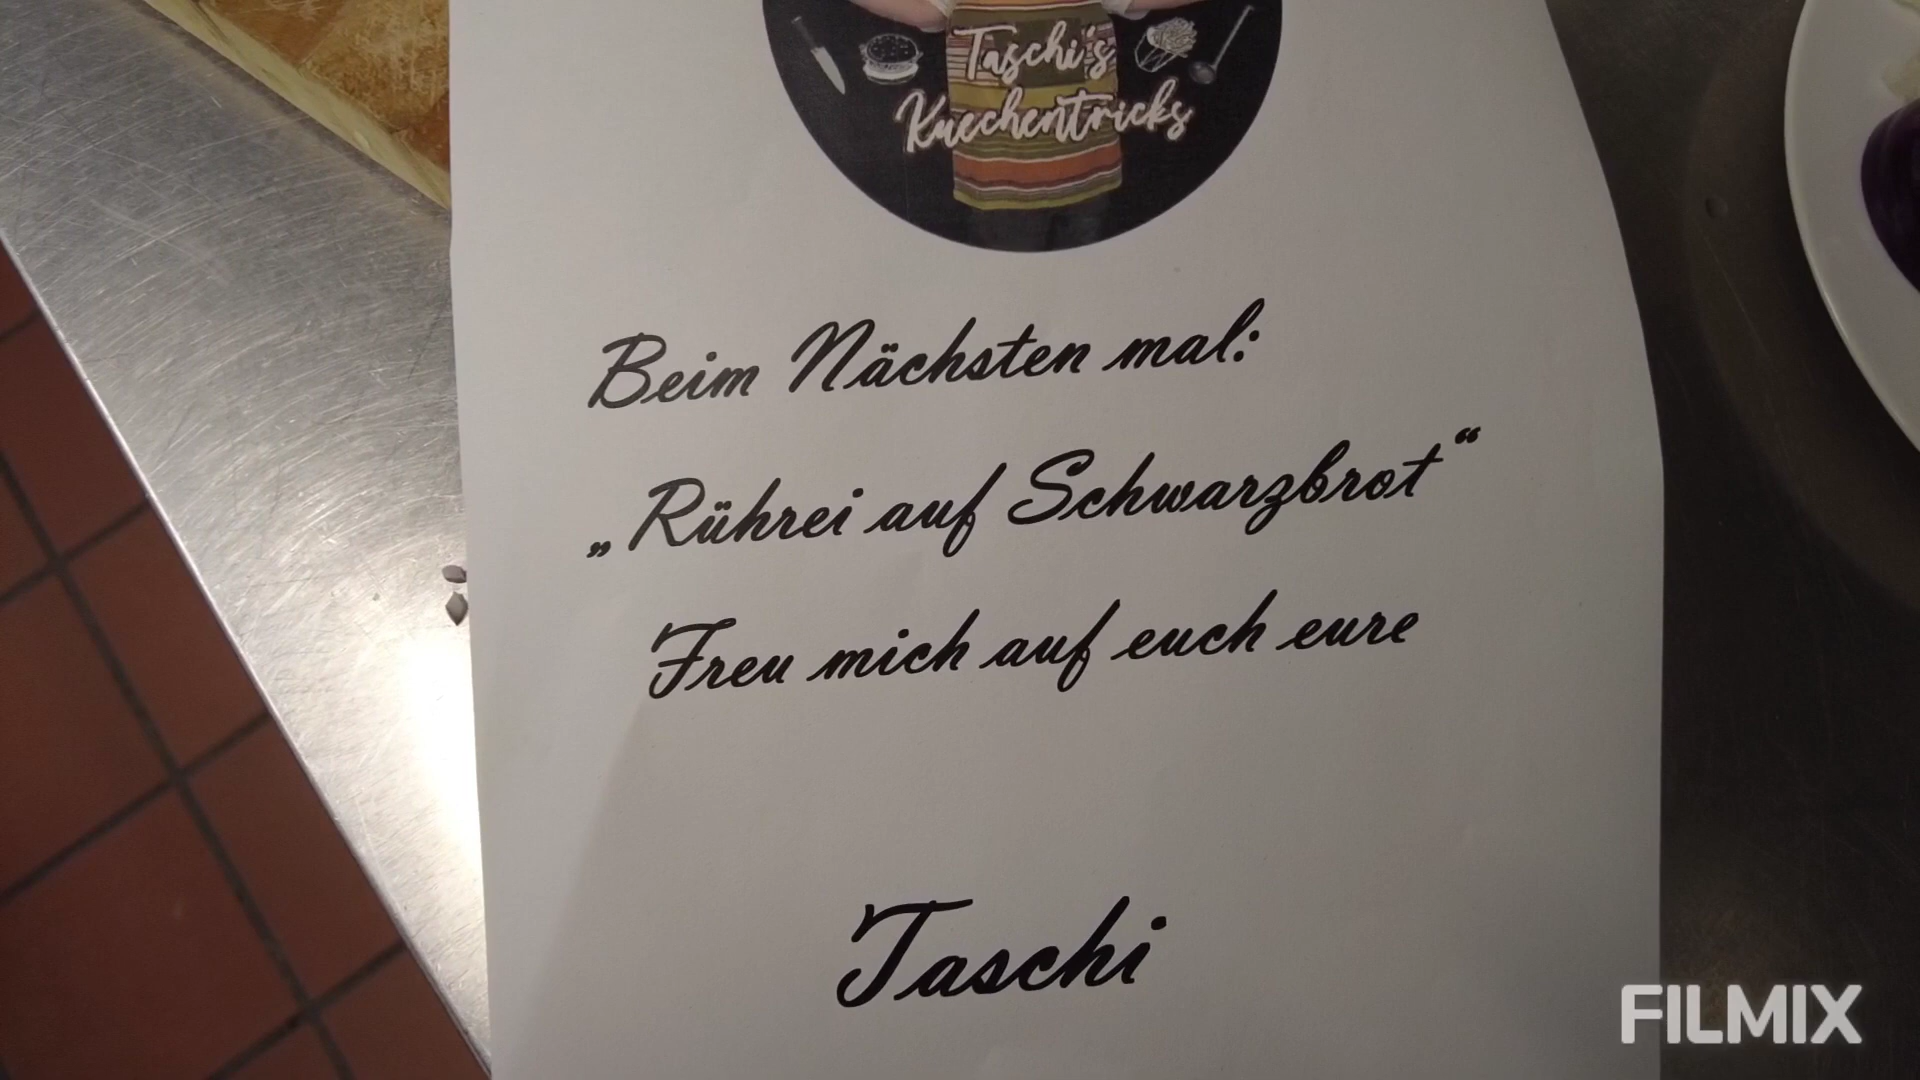 Taschi's
Kuechentricks
Beim Nächsten mal:
„Rührei auf Schwarzbrot“
Freu mich auf euch eure
Taschi
FILMIX